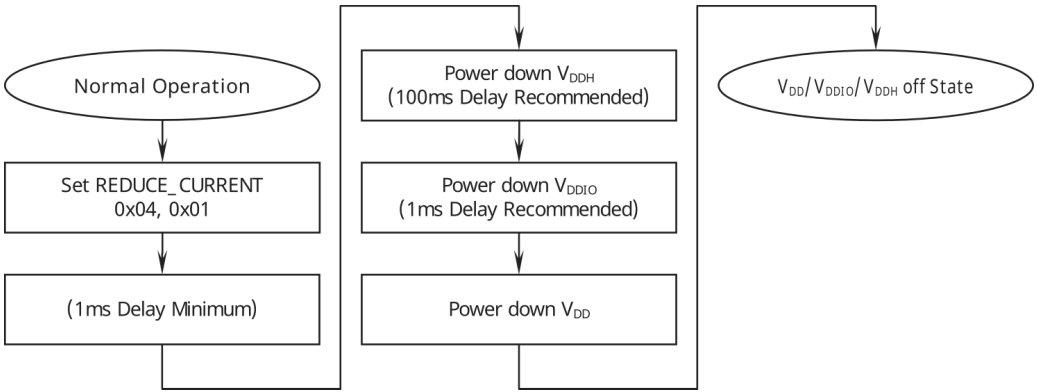 Normal Operation
Set REDUCE_CURRENT
0x04, 0x01
(1ms Delay Minimum)
Power down VDDH
(100ms Delay Recommended)
Power down VDDIO
(1ms Delay Recommended)
Power down VDD
VDD/VDDIO/VDDH off State